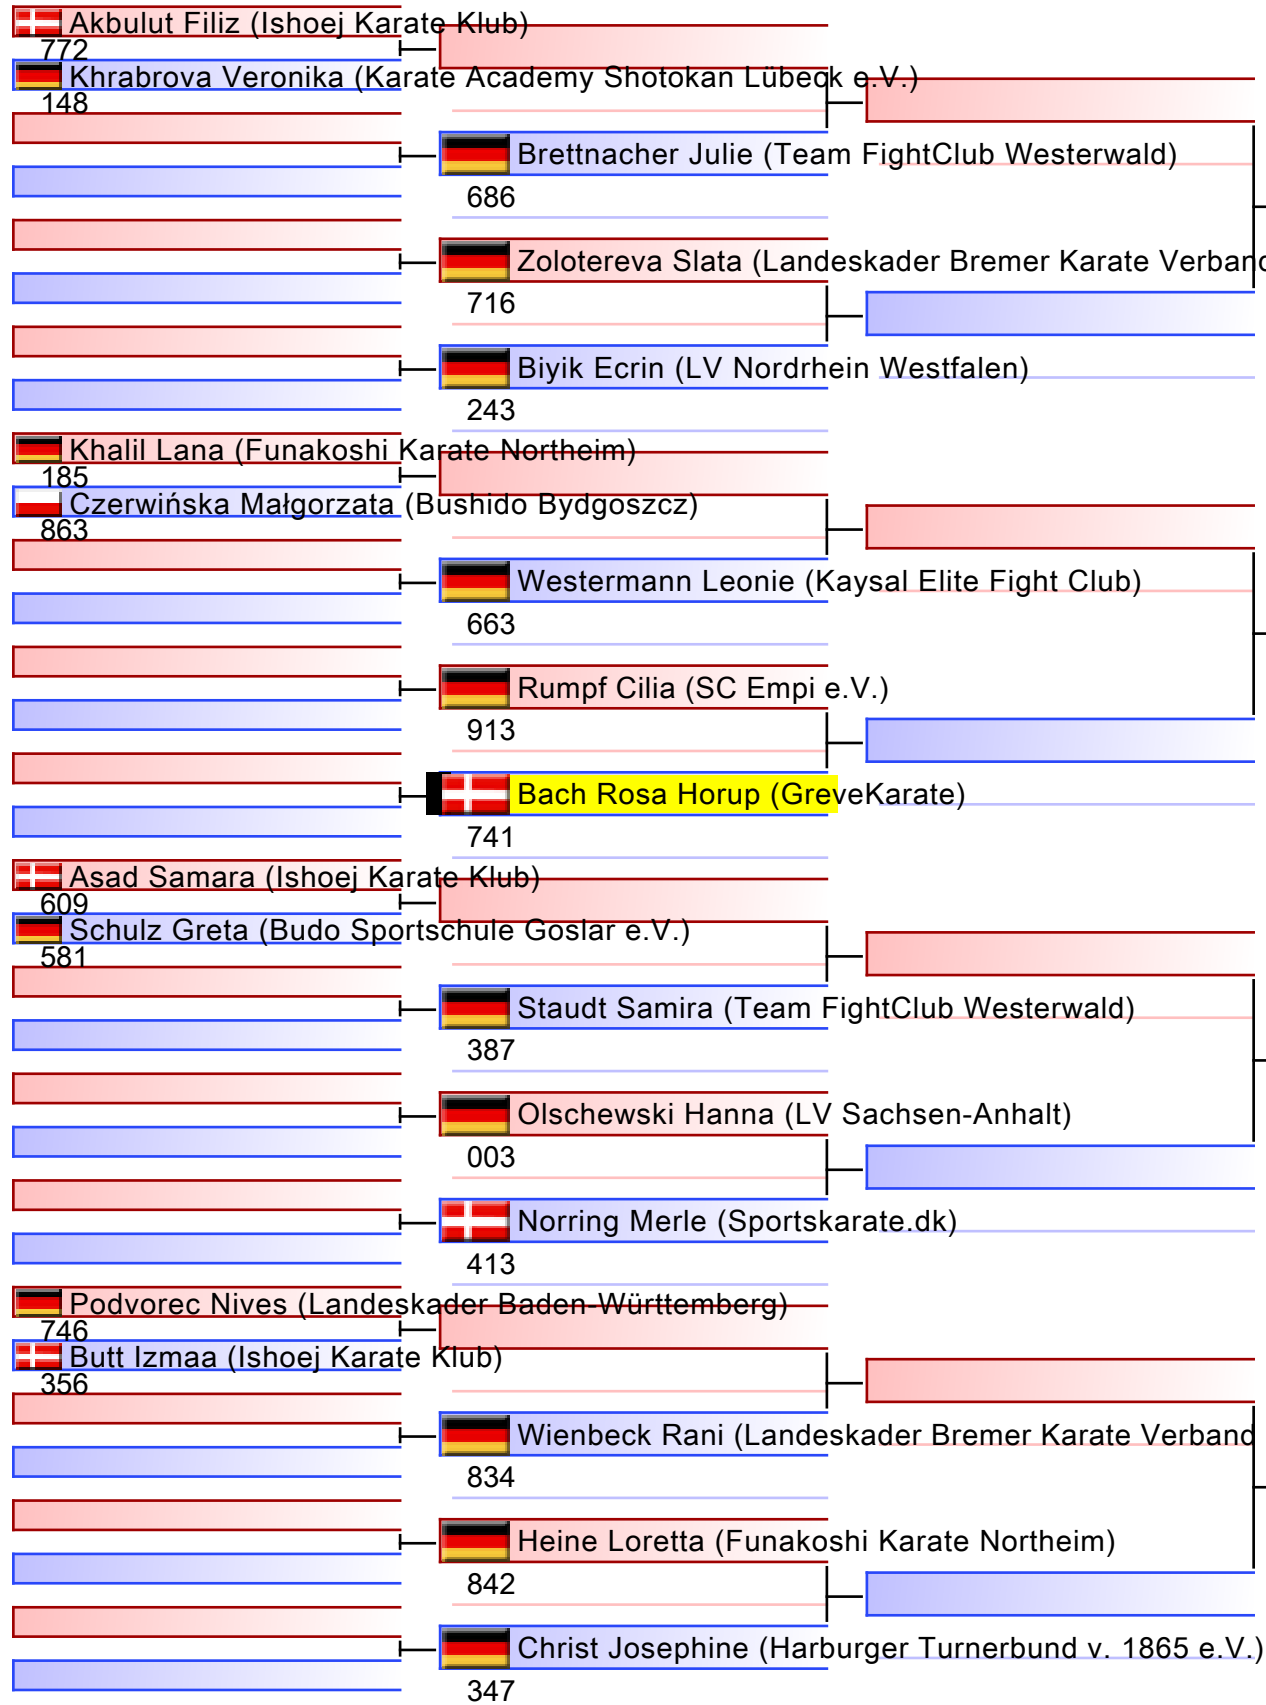 Akbulut Filiz (Ishoej Karate Klub)
772
Khrabrova Veronika (Karate Academy Shotokan Lübeck e.V.)
148
Brettnacher Julie (Team FightClub Westerwald)
686
Zolotereva Slata (Landeskader Bremer Karate Verband
716
Biyik Ecrin (LV Nordrhein Westfalen)
243
Khalil Lana (Funakoshi Karate Northeim)
185
Czerwińska Małgorzata (Bushido Bydgoszcz)
863
Westermann Leonie (Kaysal Elite Fight Club)
663
Rumpf Cilia (SC Empi e.V.)
913
Bach Rosa Horup (GreveKarate)
741
Asad Samara (Ishoej Karate Klub)
609
Schulz Greta (Budo Sportschule Goslar e.V.)
581
Staudt Samira (Team FightClub Westerwald)
387
Olschewski Hanna (LV Sachsen-Anhalt)
003
Norring Merle (Sportskarate.dk)
413
Podvorec Nives (Landeskader Baden-Württemberg)
746
Butt Izmaa (Ishoej Karate Klub)
356
Wienbeck Rani (Landeskader Bremer Karate Verband
834
Heine Loretta (Funakoshi Karate Northeim)
842
Christ Josephine (Harburger Turnerbund v. 1865 e.V.)
347